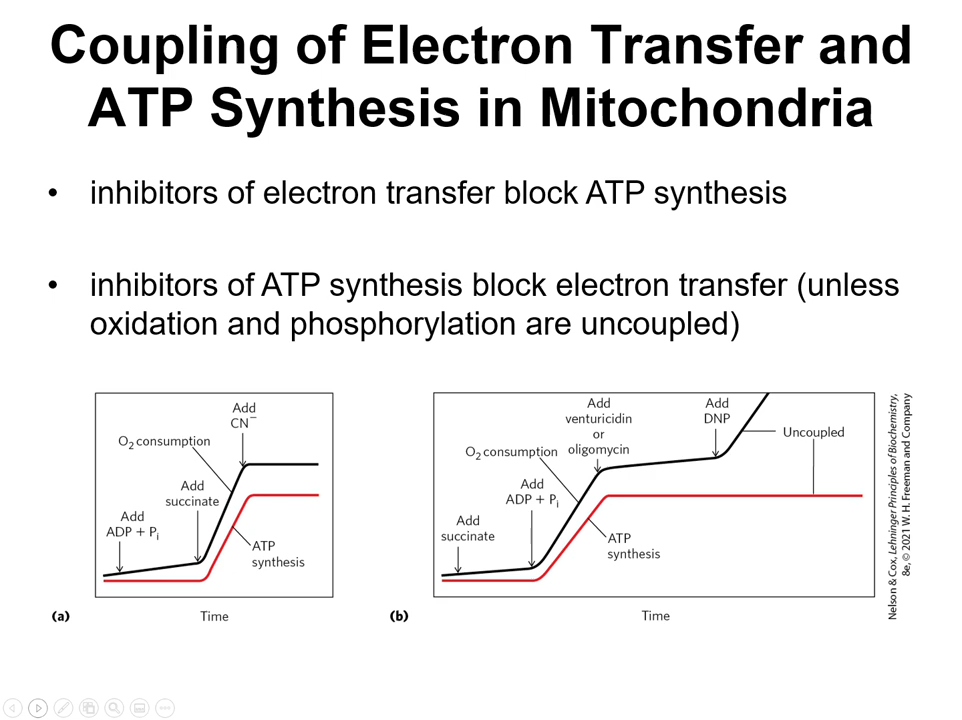 Coupling of Electron Transfer and
ATP Synthesis in Mitochondria
• inhibitors of electron transfer block ATP synthesis
• inhibitors of ATP synthesis block electron transfer (unless
oxidation and phosphorylation are uncoupled)
Add
CN⁻
O₂ consumption
Add
succinate
Add
ADP + Pᵢ
ATP
synthesis
(a)
Time
Add
venturicidin
or
oligomycin
Add
DNP
Uncoupled
O₂ consumption
Add
ADP + Pᵢ
Add
succinate
ATP
synthesis
(b)
Time
Nelson & Cox, Lehninger Principles of Biochemistry,
8e, © 2021 W. H. Freeman and Company